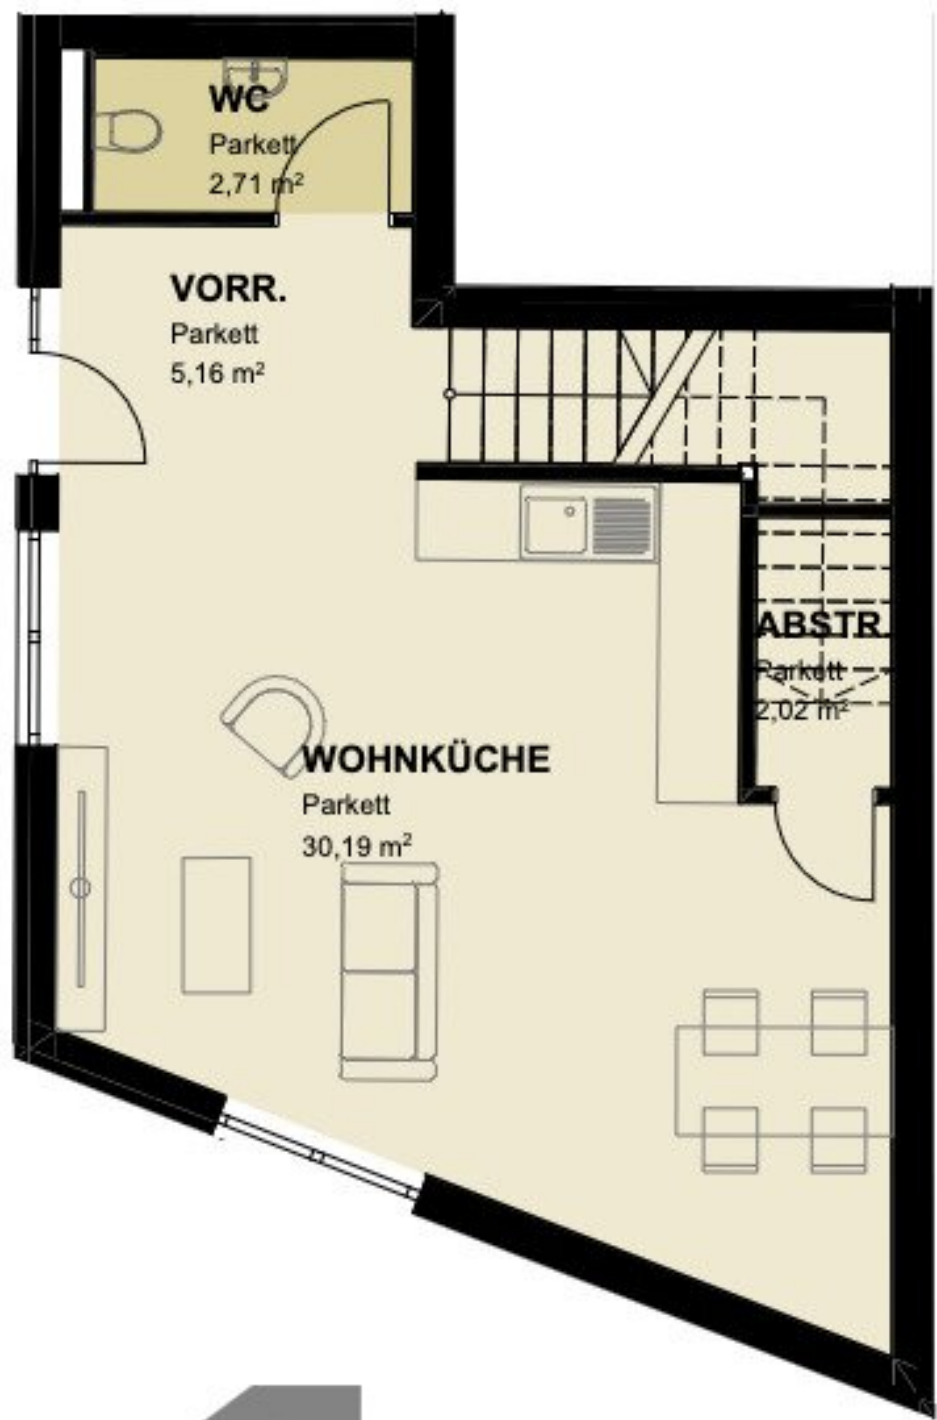 WC
Parkett
2,71 m²
VORR.
Parkett
5,16 m²
ABSTR.
Parkett
2,02 m²
WOHNKÜCHE
Parkett
30,19 m²